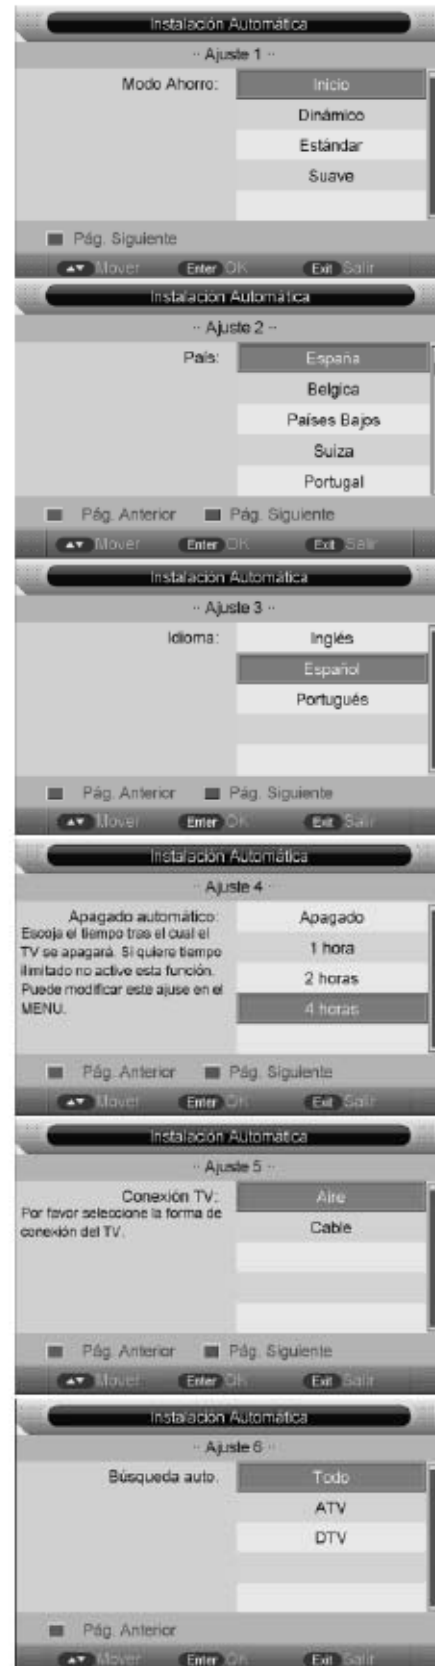 Instalación Automática
·· Ajuste 1 ··
Modo Ahorro: Inicio
Dinámico
Estándar
Suave
Pág. Siguiente
Mover Enter OK Exit Salir
Instalación Automática
·· Ajuste 2 ··
País: España
Belgica
Países Bajos
Suiza
Portugal
Pág. Anterior Pág. Siguiente
Mover Enter OK Exit Salir
Instalación Automática
·· Ajuste 3 ··
Idioma: Inglés
Español
Portugués
Pág. Anterior Pág. Siguiente
Mover Enter OK Exit Salir
Instalación Automática
·· Ajuste 4 ··
Apagado automático: Apagado
Escoja el tiempo tras el cual el
TV se apagará. Si quiere tiempo 1 hora
ilimitado no active esta función. 2 horas
Puede modificar este ajuse en el
MENU. 4 horas
Pág. Anterior Pág. Siguiente
Mover Enter OK Exit Salir
Instalación Automática
·· Ajuste 5 ··
Conexión TV: Aire
Por favor seleccione la forma de
conexión del TV. Cable
Pág. Anterior Pág. Siguiente
Mover Enter OK Exit Salir
Instalación Automática
·· Ajuste 6 ··
Búsqueda auto. Todo
ATV
DTV
Pág. Anterior
Mover Enter OK Exit Salir